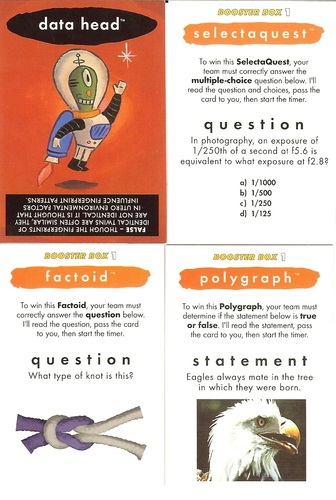 data head™
FALSE – THOUGH THE FINGERPRINTS
OF IDENTICAL TWINS ARE SIMILAR, THEY
ARE NOT IDENTICAL. IT IS THOUGHT THAT
IN-UTERO ENVIRONMENTAL FACTORS
INFLUENCE THE FINGERPRINT PATTERNS.
BOOSTER BOX 1
selectaquest™
To win this SelectaQuest, your
team must correctly answer the
multiple-choice question below. I'll
read the question and choices, pass the
card to you, then start the timer.
question
In photography, an exposure of
1/250th of a second at f5.6 is
equivalent to what exposure at f2.8?
a) 1/1000
b) 1/500
c) 1/250
d) 1/125
BOOSTER BOX 1
factoid™
To win this Factoid, your team must
correctly answer the question below.
I'll read the question, pass the card
to you, then start the timer.
question
What type of knot is this?
BOOSTER BOX 1
polygraph™
To win this Polygraph, your team must
determine if the statement below is true
or false. I'll read the statement, pass
the card to you, then start the timer.
statement
Eagles always mate in the tree
in which they were born.